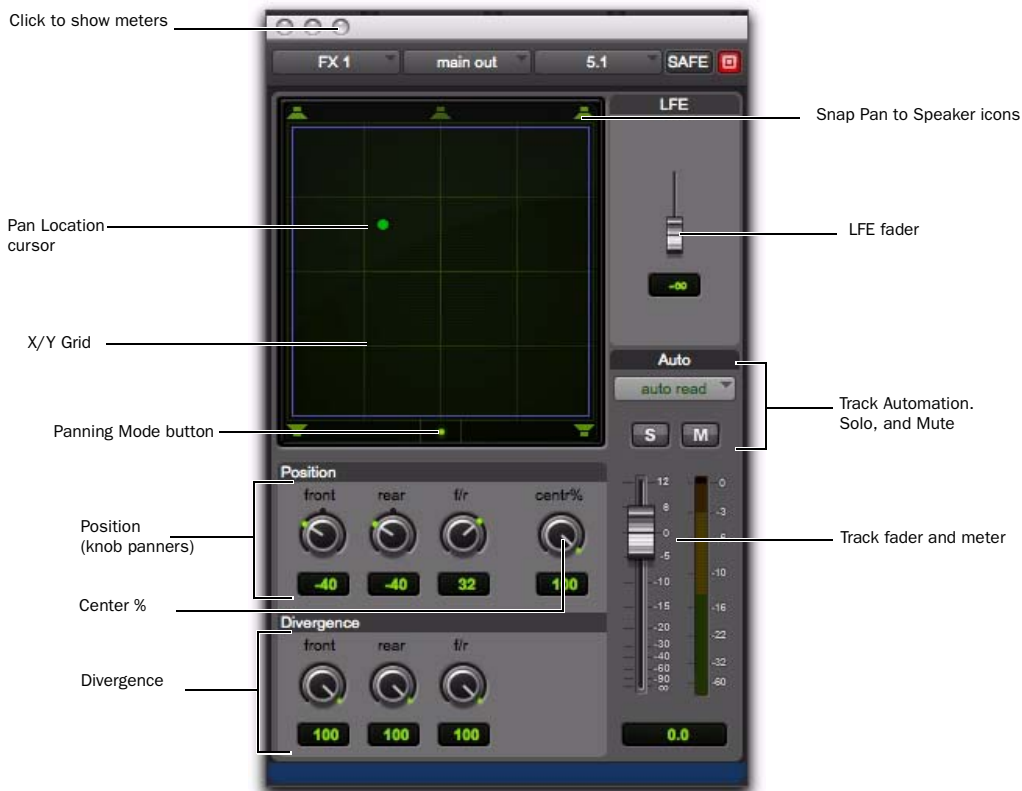 Click to show meters
FX 1
main out
5.1
SAFE
LFE
Snap Pan to Speaker icons
Pan Location
cursor
LFE fader
-∞
X/Y Grid
Auto
auto read
Panning Mode button
S
M
Track Automation.
Solo, and Mute
Position
front
rear
f/r
centr%
Position
(knob panners)
-40
-40
32
100
Center %
12
8
0
-5
-10
-15
-20
-30
-40
-60
-90
∞
0
-3
-6
-10
-16
-22
-32
-60
Track fader and meter
Divergence
front
rear
f/r
Divergence
100
100
100
0.0